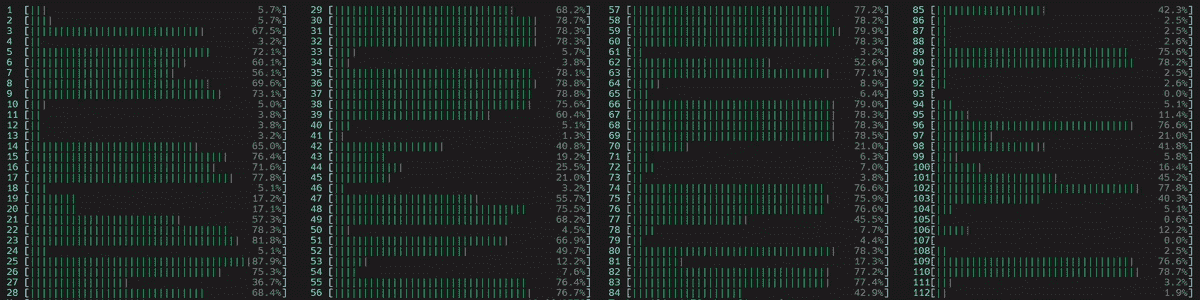 1 [ 5.7%]
2 [ 5.7%]
3 [ 67.5%]
4 [ 3.2%]
5 [ 72.1%]
6 [ 60.1%]
7 [ 56.1%]
8 [ 69.6%]
9 [ 73.1%]
10 [ 5.0%]
11 [ 3.8%]
12 [ 3.8%]
13 [ 3.2%]
14 [ 65.0%]
15 [ 76.4%]
16 [ 71.6%]
17 [ 77.8%]
18 [ 5.1%]
19 [ 17.2%]
20 [ 17.1%]
21 [ 57.3%]
22 [ 78.3%]
23 [ 81.8%]
24 [ 5.1%]
25 [ 87.9%]
26 [ 75.3%]
27 [ 36.7%]
28 [ 68.4%]
29 [ 68.2%]
30 [ 78.7%]
31 [ 78.3%]
32 [ 78.3%]
33 [ 5.7%]
34 [ 3.8%]
35 [ 78.1%]
36 [ 78.8%]
37 [ 78.8%]
38 [ 75.6%]
39 [ 60.4%]
40 [ 5.1%]
41 [ 1.3%]
42 [ 40.8%]
43 [ 19.2%]
44 [ 25.5%]
45 [ 21.0%]
46 [ 3.2%]
47 [ 55.7%]
48 [ 75.5%]
49 [ 68.2%]
50 [ 4.5%]
51 [ 66.9%]
52 [ 49.7%]
53 [ 12.2%]
54 [ 7.6%]
55 [ 76.4%]
56 [ 76.7%]
57 [ 77.2%]
58 [ 78.2%]
59 [ 79.9%]
60 [ 78.3%]
61 [ 3.2%]
62 [ 52.6%]
63 [ 77.1%]
64 [ 8.9%]
65 [ 6.4%]
66 [ 79.0%]
67 [ 78.3%]
68 [ 78.3%]
69 [ 78.5%]
70 [ 21.0%]
71 [ 6.3%]
72 [ 7.0%]
73 [ 3.8%]
74 [ 76.6%]
75 [ 75.9%]
76 [ 76.6%]
77 [ 45.5%]
78 [ 7.7%]
79 [ 4.4%]
80 [ 78.3%]
81 [ 17.3%]
82 [ 77.2%]
83 [ 77.4%]
84 [ 42.9%]
85 [ 42.3%]
86 [ 2.5%]
87 [ 2.5%]
88 [ 2.6%]
89 [ 75.6%]
90 [ 78.2%]
91 [ 2.5%]
92 [ 2.6%]
93 [ 0.0%]
94 [ 5.1%]
95 [ 11.4%]
96 [ 76.6%]
97 [ 21.0%]
98 [ 41.8%]
99 [ 5.8%]
100[ 16.4%]
101[ 45.2%]
102[ 77.8%]
103[ 40.3%]
104[ 5.1%]
105[ 0.6%]
106[ 12.2%]
107[ 0.0%]
108[ 2.5%]
109[ 76.6%]
110[ 78.7%]
111[ 3.2%]
112[ 1.9%]